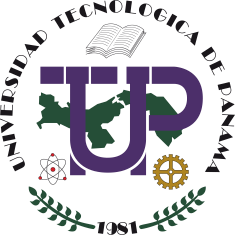 UNIVERSIDAD TECNOLOGICA DE PANAMA
UTP
1981